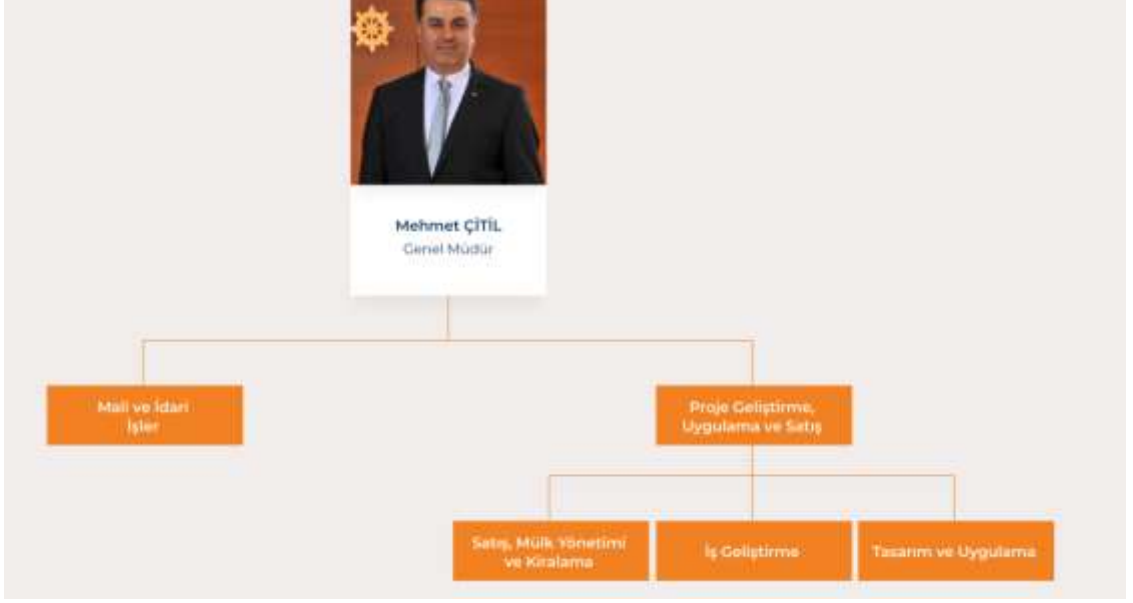 Mehmet ÇİTİL
Genel Müdür
Mali ve İdari
İşler
Proje Geliştirme,
Uygulama ve Satış
Satış, Mülk Yönetimi
ve Kiralama
İş Geliştirme
Tasarım ve Uygulama